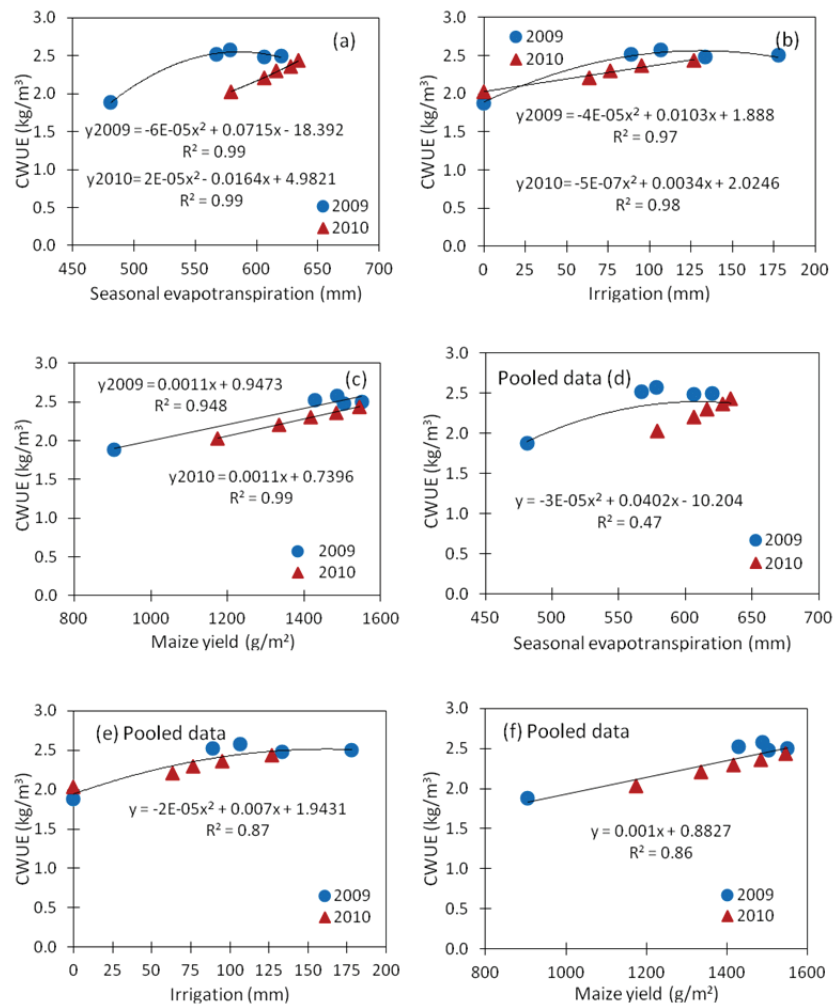 (a)
CWUE (kg/m³)
3.0
2.5
2.0
1.5
1.0
0.5
0.0
y2009 = -6E-05x² + 0.0715x - 18.392
R² = 0.99
y2010= 2E-05x² - 0.0164x + 4.9821
R² = 0.99
2009
2010
450 500 550 600 650 700
Seasonal evapotranspiration (mm)
(b)
CWUE (kg/m³)
3.0
2.5
2.0
1.5
1.0
0.5
0.0
2009
2010
y2009 = -4E-05x² + 0.0103x + 1.888
R² = 0.97
y2010=-5E-07x² + 0.0034x + 2.0246
R² = 0.98
0 25 50 75 100 125 150 175
Irrigation (mm)
(c)
CWUE (kg/m³)
3.0
2.5
2.0
1.5
1.0
0.5
0.0
y2009 = 0.0011x + 0.9473
R² = 0.948
y2010 = 0.0011x + 0.7396
R² = 0.99
2009
2010
800 1000 1200 1400 1600
Maize yield (g/m²)
Pooled data (d)
CWUE (kg/m³)
3.0
2.5
2.0
1.5
1.0
0.5
0.0
y = -3E-05x² + 0.0402x - 10.204
R² = 0.47
2009
2010
450 500 550 600 650 700
Seasonal evapotranspiration (mm)
(e) Pooled data
CWUE (kg/m³)
3.0
2.5
2.0
1.5
1.0
0.5
0.0
y = -2E-05x² + 0.007x + 1.9431
R² = 0.87
2009
2010
0 25 50 75 100 125 150 175 200
Irrigation (mm)
(f) Pooled data
CWUE (kg/m³)
3.0
2.5
2.0
1.5
1.0
0.5
0.0
y = 0.001x + 0.8827
R² = 0.86
2009
2010
800 1000 1200 1400 1600
Maize yield (g/m²)